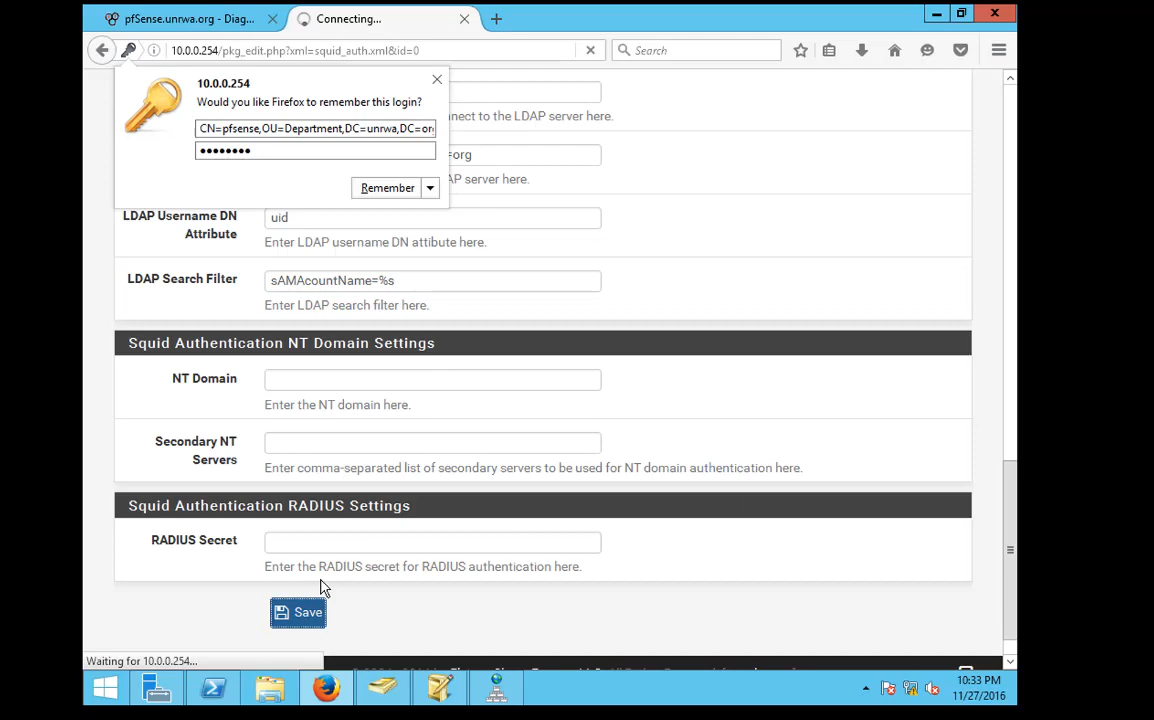 pfSense.unrwa.org - Diag...
Connecting...
10.0.0.254/pkg_edit.php?xml=squid_auth.xml&id=0
Search
10.0.0.254
Would you like Firefox to remember this login?
CN=pfsense,OU=Department,DC=unrwa,DC=or
Remember
nnect to the LDAP server here.
=org
AP server here.
LDAP Username DN Attribute
uid
Enter LDAP username DN attibute here.
LDAP Search Filter
sAMAcountName=%s
Enter LDAP search filter here.
Squid Authentication NT Domain Settings
NT Domain
Enter the NT domain here.
Secondary NT Servers
Enter comma-separated list of secondary servers to be used for NT domain authentication here.
Squid Authentication RADIUS Settings
RADIUS Secret
Enter the RADIUS secret for RADIUS authentication here.
Save
Waiting for 10.0.0.254...
10:33 PM
11/27/2016